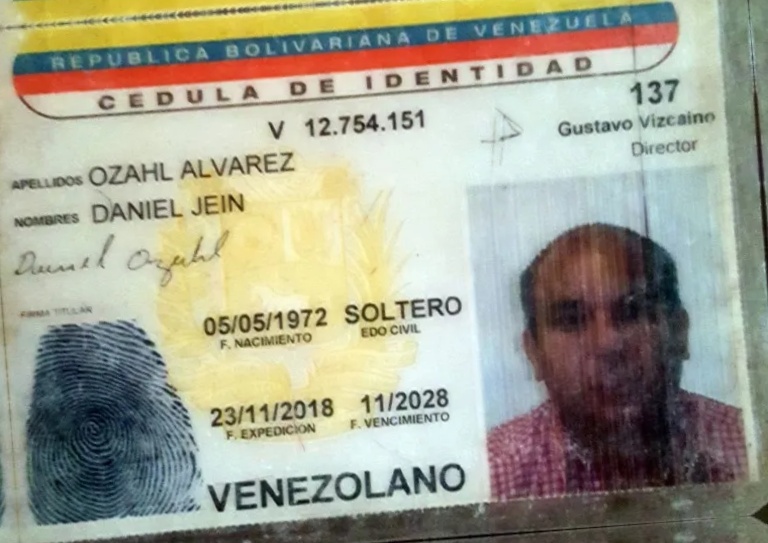 REPÚBLICA BOLIVARIANA DE VENEZUELA
CEDULA DE IDENTIDAD
V 12.754.151
137
Gustavo Vizcaino
Director
APELLIDOS OZAHL ALVAREZ
NOMBRES DANIEL JEIN
Daniel Ozahl
FIRMA TITULAR
05/05/1972 SOLTERO
F. NACIMIENTO EDO CIVIL
23/11/2018 11/2028
F. EXPEDICION F. VENCIMIENTO
VENEZOLANO